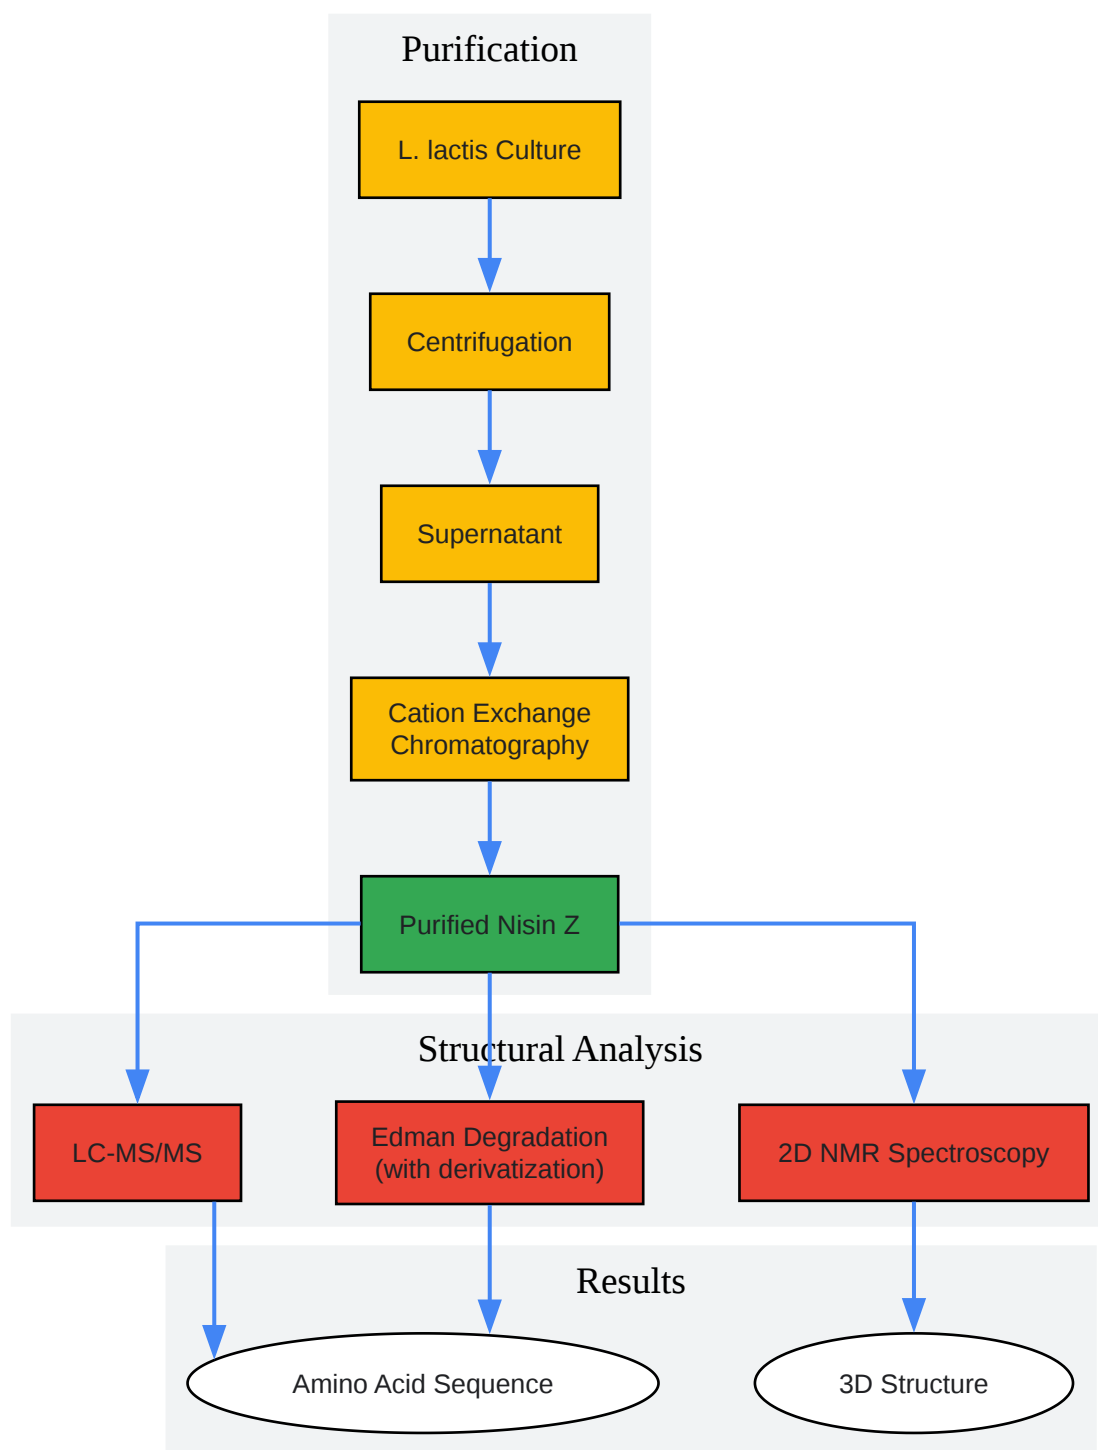 Purification
L. lactis Culture
Centrifugation
Supernatant
Cation Exchange
Chromatography
Purified Nisin Z
Structural Analysis
LC-MS/MS
Edman Degradation
(with derivatization)
2D NMR Spectroscopy
Results
Amino Acid Sequence
3D Structure